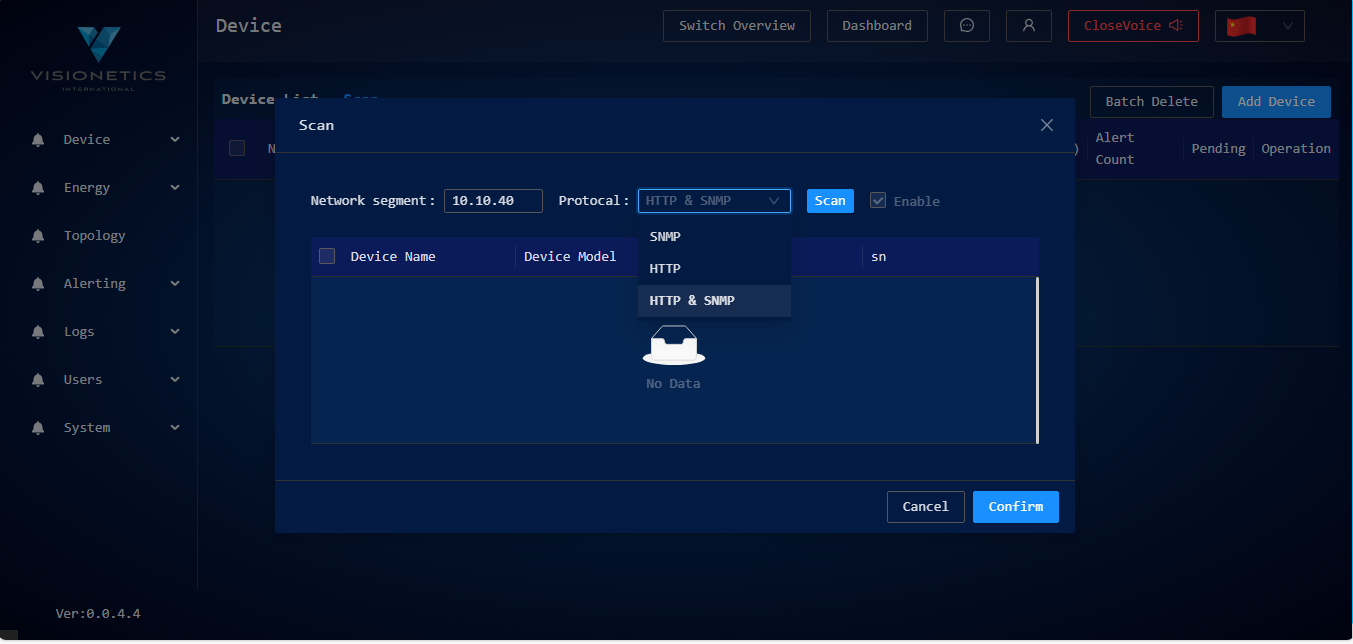 VISIONETICS
INTERNATIONAL
Device
Energy
Topology
Alerting
Logs
Users
System
Ver:0.0.4.4
Device
Switch Overview
Dashboard
CloseVoice
Device List
Scan
Batch Delete
Add Device
Alert
Count
Pending
Operation
Scan
Network segment:
10.10.40
Protocal:
HTTP & SNMP
Scan
Enable
SNMP
HTTP
HTTP & SNMP
Device Name
Device Model
sn
No Data
Cancel
Confirm